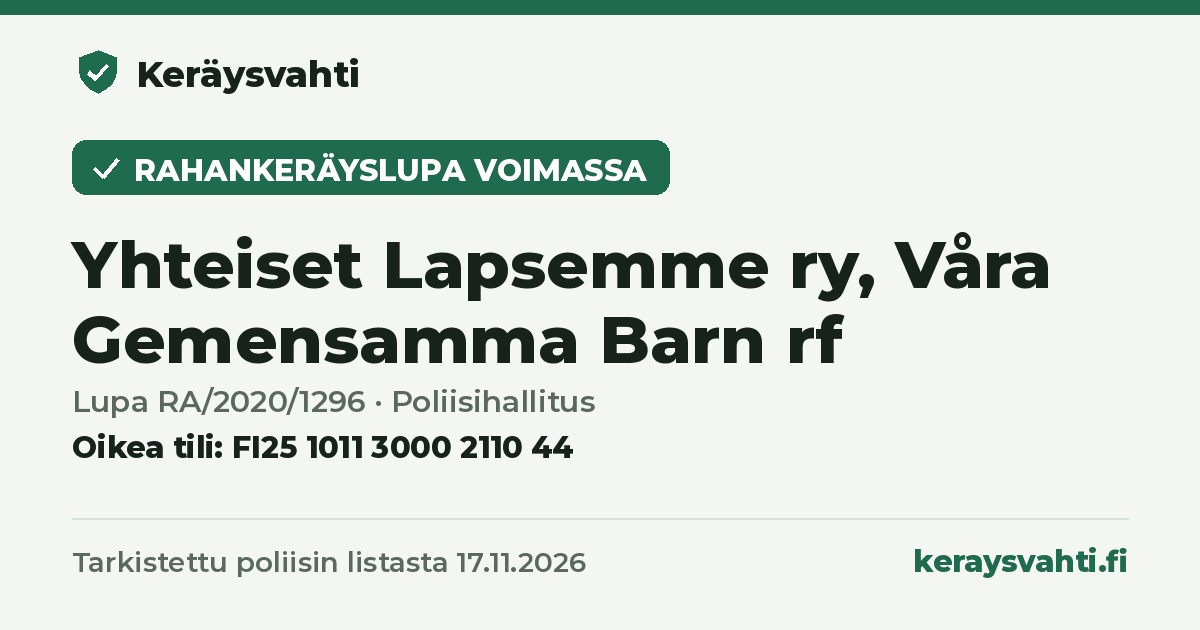 Keräysvahti
RAHANKERÄYSLUPA VOIMASSA
Yhteiset Lapsemme ry, Våra
Gemensamma Barn rf
Lupa RA/2020/1296 · Poliisihallitus
Oikea tili: FI25 1011 3000 2110 44
Tarkistettu poliisin listasta 17.11.2026
keraysvahti.fi